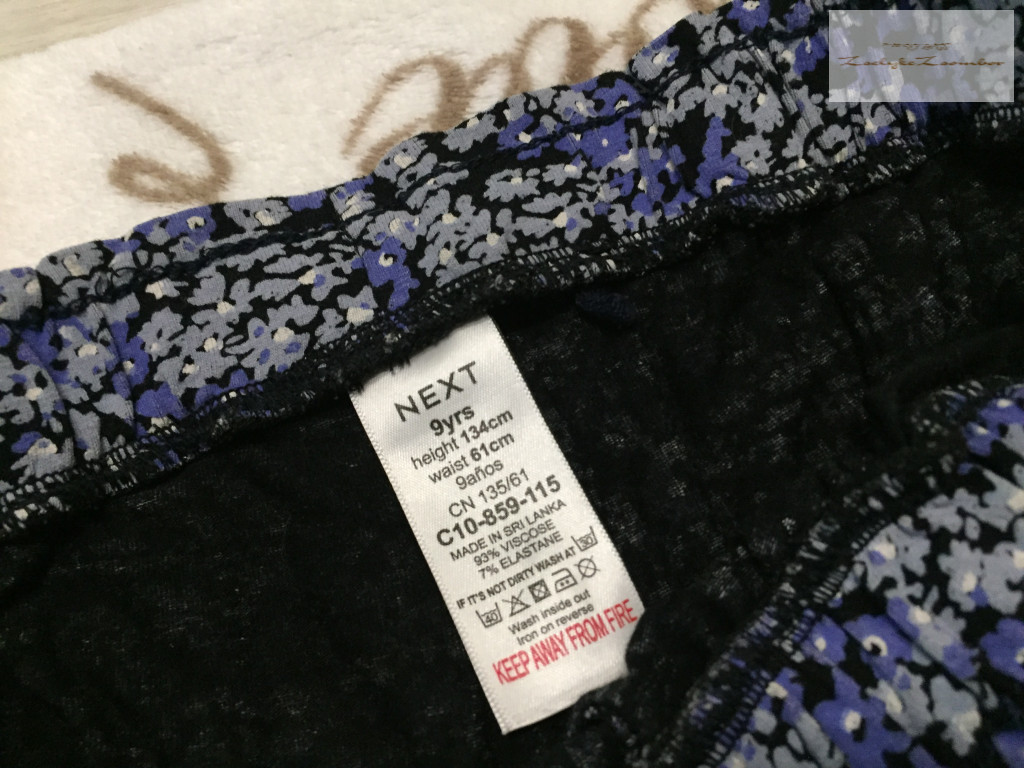 NEXT
9yrs
height 134cm
waist 61cm
9años
CN 135/61
C10-859-115
MADE IN SRI LANKA
93% VISCOSE
7% ELASTANE
IF IT'S NOT DIRTY WASH AT 30
40
Wash inside out
Iron on reverse
KEEP AWAY FROM FIRE